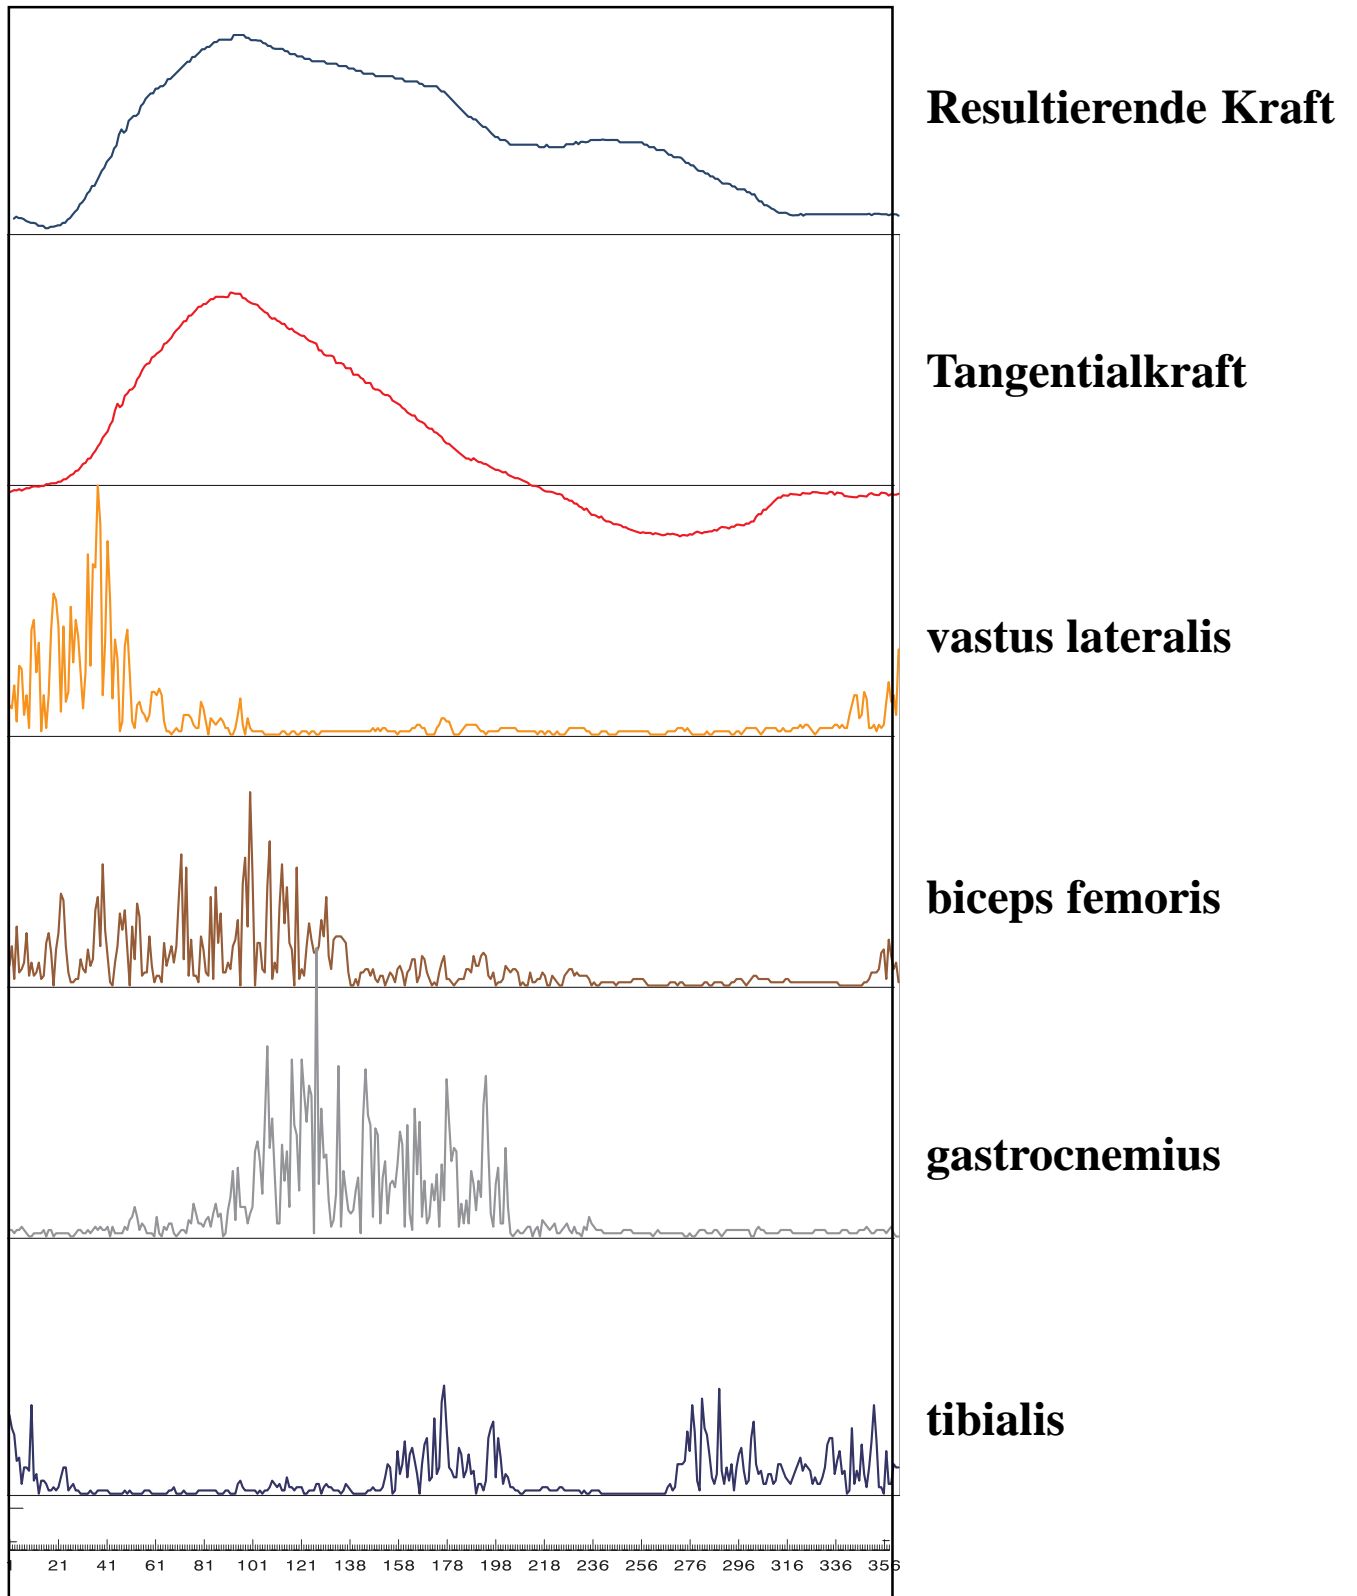 Resultierende Kraft
Tangentialkraft
vastus lateralis
biceps femoris
gastrocnemius
tibialis
1 21 41 61 81 101 121 138 158 178 198 218 236 256 276 296 316 336 356